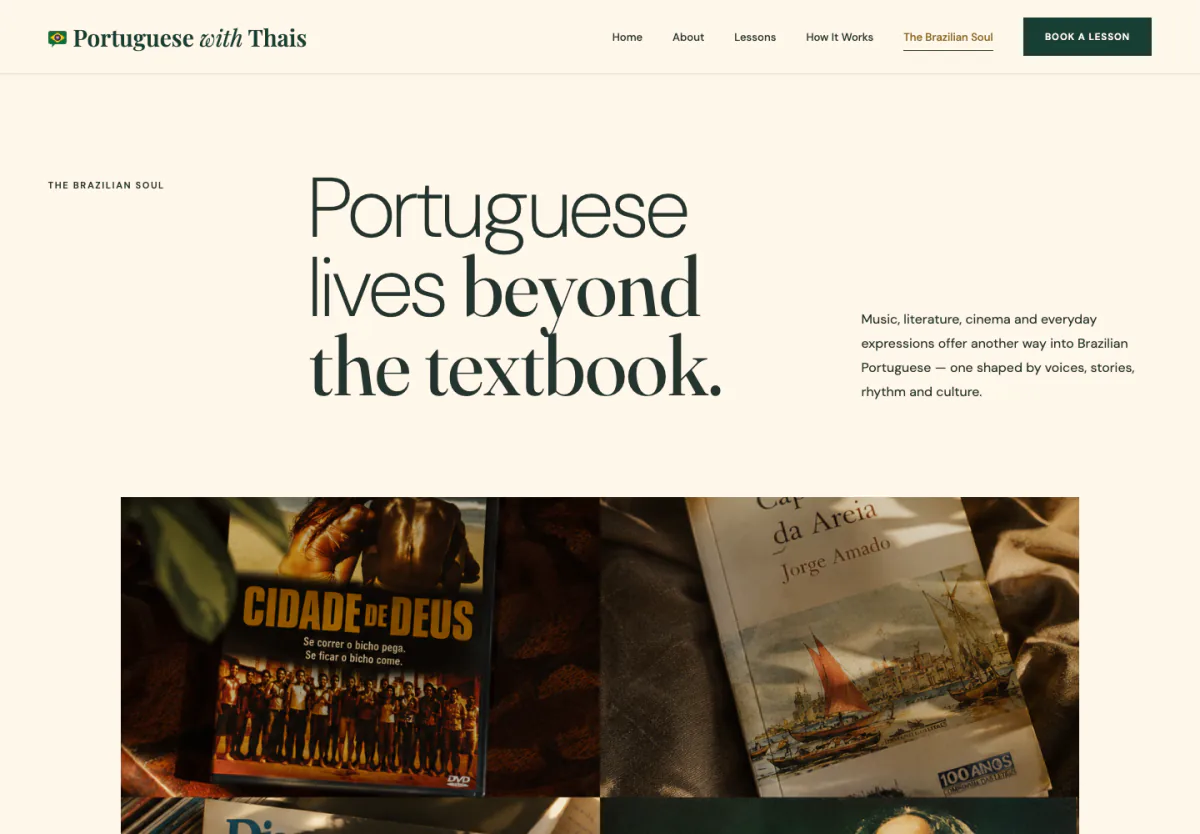 Portuguese with Thais
Home
About
Lessons
How It Works
The Brazilian Soul
BOOK A LESSON
THE BRAZILIAN SOUL
Portuguese
lives beyond
the textbook.
Music, literature, cinema and everyday
expressions offer another way into Brazilian
Portuguese — one shaped by voices, stories,
rhythm and culture.
CIDADE DE DEUS
Se correr o bicho pega.
Se ficar o bicho come.
DVD
da Areia
Jorge Amado
100 ANOS